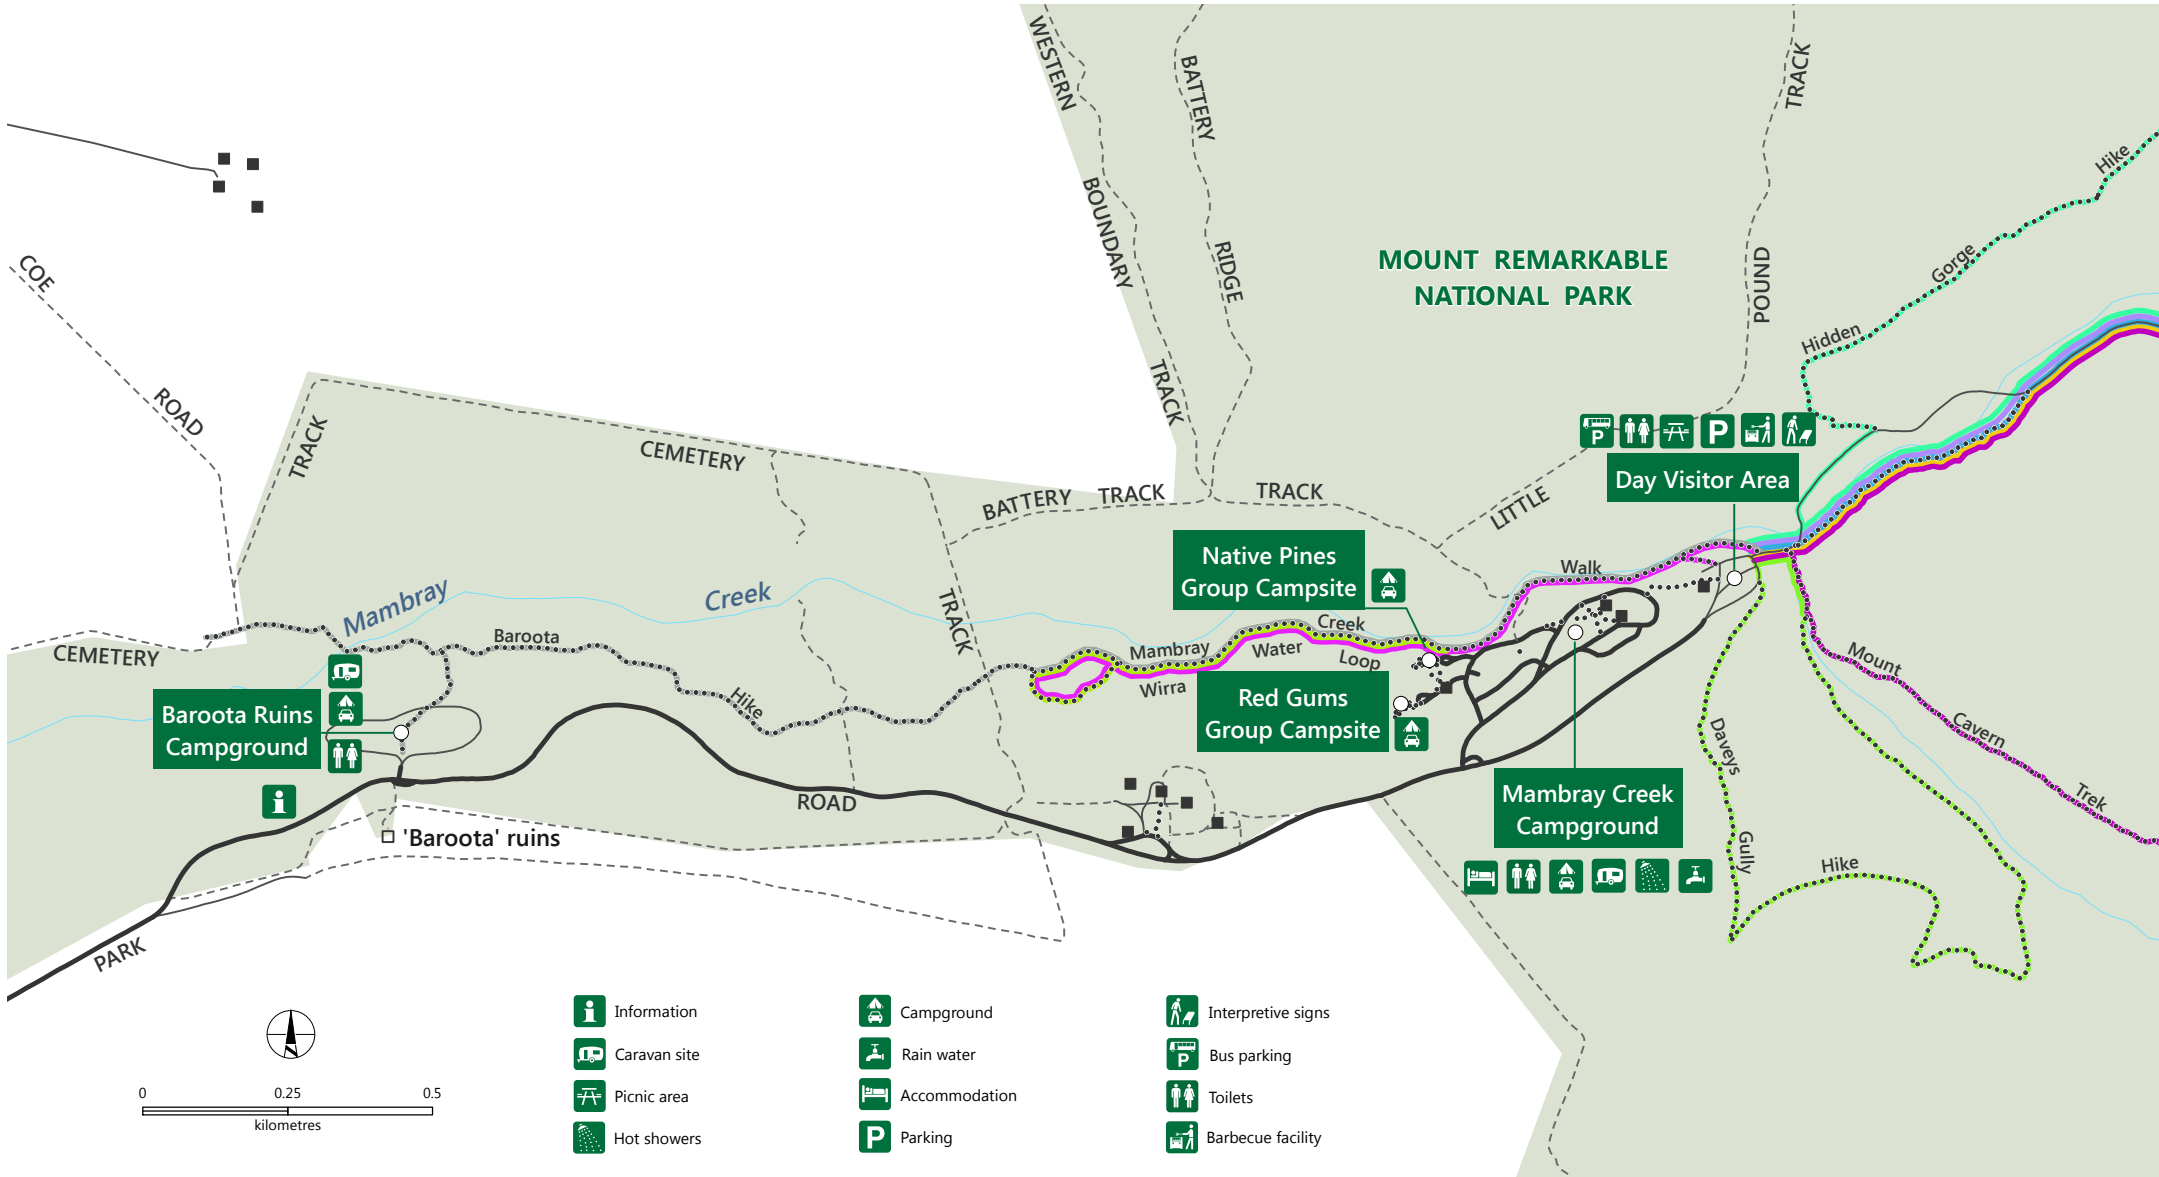 WESTERN
BOUNDARY
TRACK
BATTERY
RIDGE
TRACK
POUND
LITTLE
MOUNT REMARKABLE
NATIONAL PARK
Hike
Gorge
Hidden
COE
ROAD
TRACK
CEMETERY
BATTERY TRACK
TRACK
Day Visitor Area
Native Pines
Group Campsite
Walk
Mambray
Creek
TRACK
CEMETERY
Baroota
Hike
Mambray
Creek
Wirra
Water
Loop
Red Gums
Group Campsite
Baroota Ruins
Campground
Mount
Cavern
Trek
Daveys
Gully
Hike
ROAD
Mambray Creek
Campground
'Baroota' ruins
PARK
P
P
i
0 0.25 0.5
kilometres
i Information
Caravan site
Picnic area
Hot showers
Campground
Rain water
Accommodation
P Parking
Interpretive signs
P Bus parking
Toilets
Barbecue facility
N